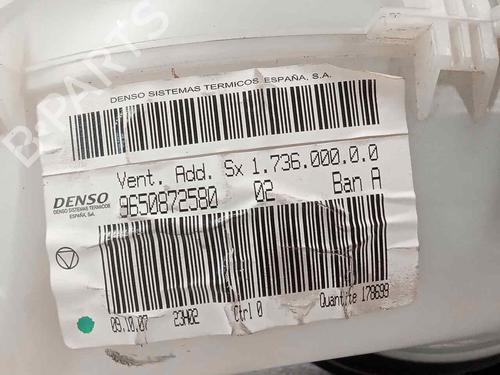 B-PARTS
DENSO SISTEMAS TERMICOS ESPAÑA, S.A.
Vent. Add. Sx 1.736.000.0.0
DENSO
DENSO SISTEMAS TERMICOS
ESPAÑA, S.A.
9650872580 02 Ban A
09.10.07 23H02 Ctrl 0 Quantite 178699